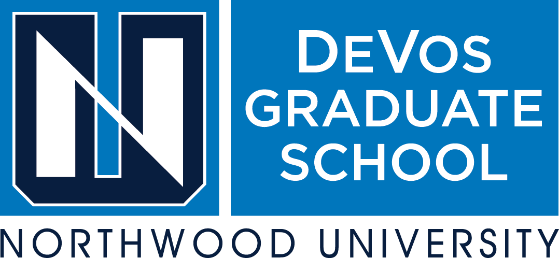 N
DEVOS
GRADUATE
SCHOOL
NORTHWOOD UNIVERSITY